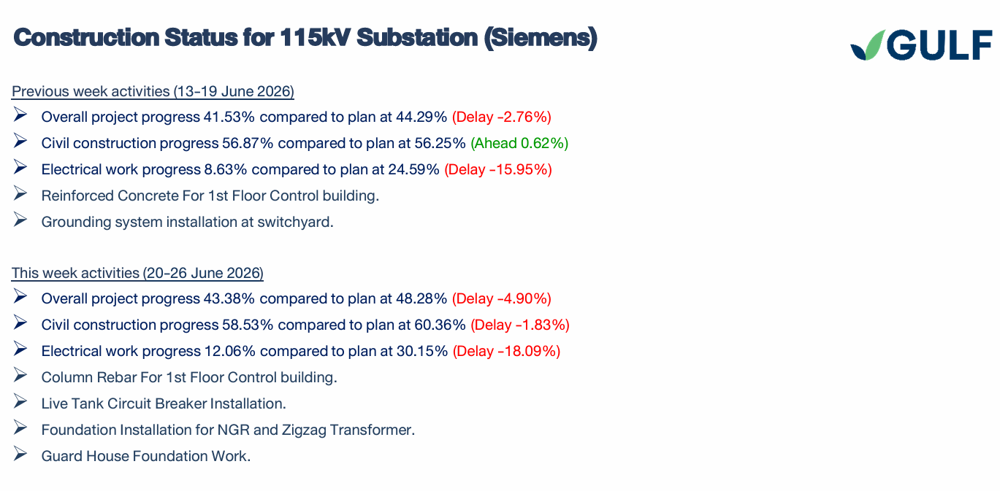 Construction Status for 115kV Substation (Siemens)
GULF
Previous week activities (13-19 June 2026)
Overall project progress 41.53% compared to plan at 44.29% (Delay -2.76%)
Civil construction progress 56.87% compared to plan at 56.25% (Ahead 0.62%)
Electrical work progress 8.63% compared to plan at 24.59% (Delay -15.95%)
Reinforced Concrete For 1st Floor Control building.
Grounding system installation at switchyard.
This week activities (20-26 June 2026)
Overall project progress 43.38% compared to plan at 48.28% (Delay -4.90%)
Civil construction progress 58.53% compared to plan at 60.36% (Delay -1.83%)
Electrical work progress 12.06% compared to plan at 30.15% (Delay -18.09%)
Column Rebar For 1st Floor Control building.
Live Tank Circuit Breaker Installation.
Foundation Installation for NGR and Zigzag Transformer.
Guard House Foundation Work.